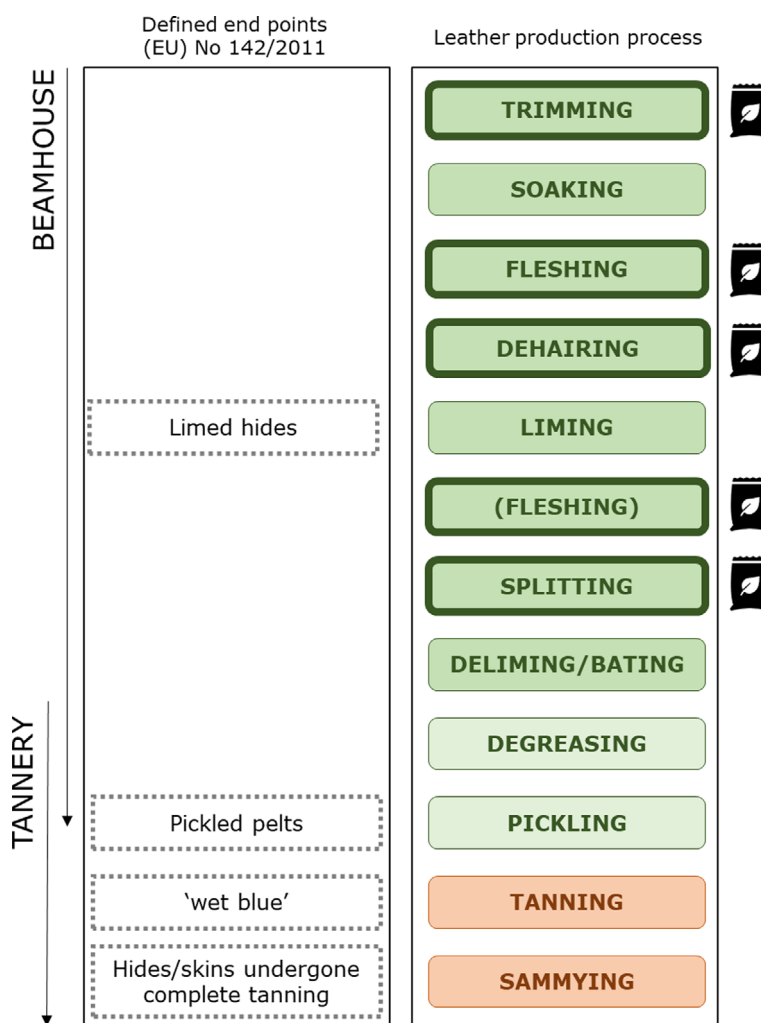 Defined end points
(EU) No 142/2011
Leather production process
BEAMHOUSE
TRIMMING
SOAKING
FLESHING
DEHAIRING
Limed hides
LIMING
(FLESHING)
SPLITTING
DELIMING/BATING
TANNERY
DEGREASING
Pickled pelts
PICKLING
‘wet blue’
TANNING
Hides/skins undergone
complete tanning
SAMMYING